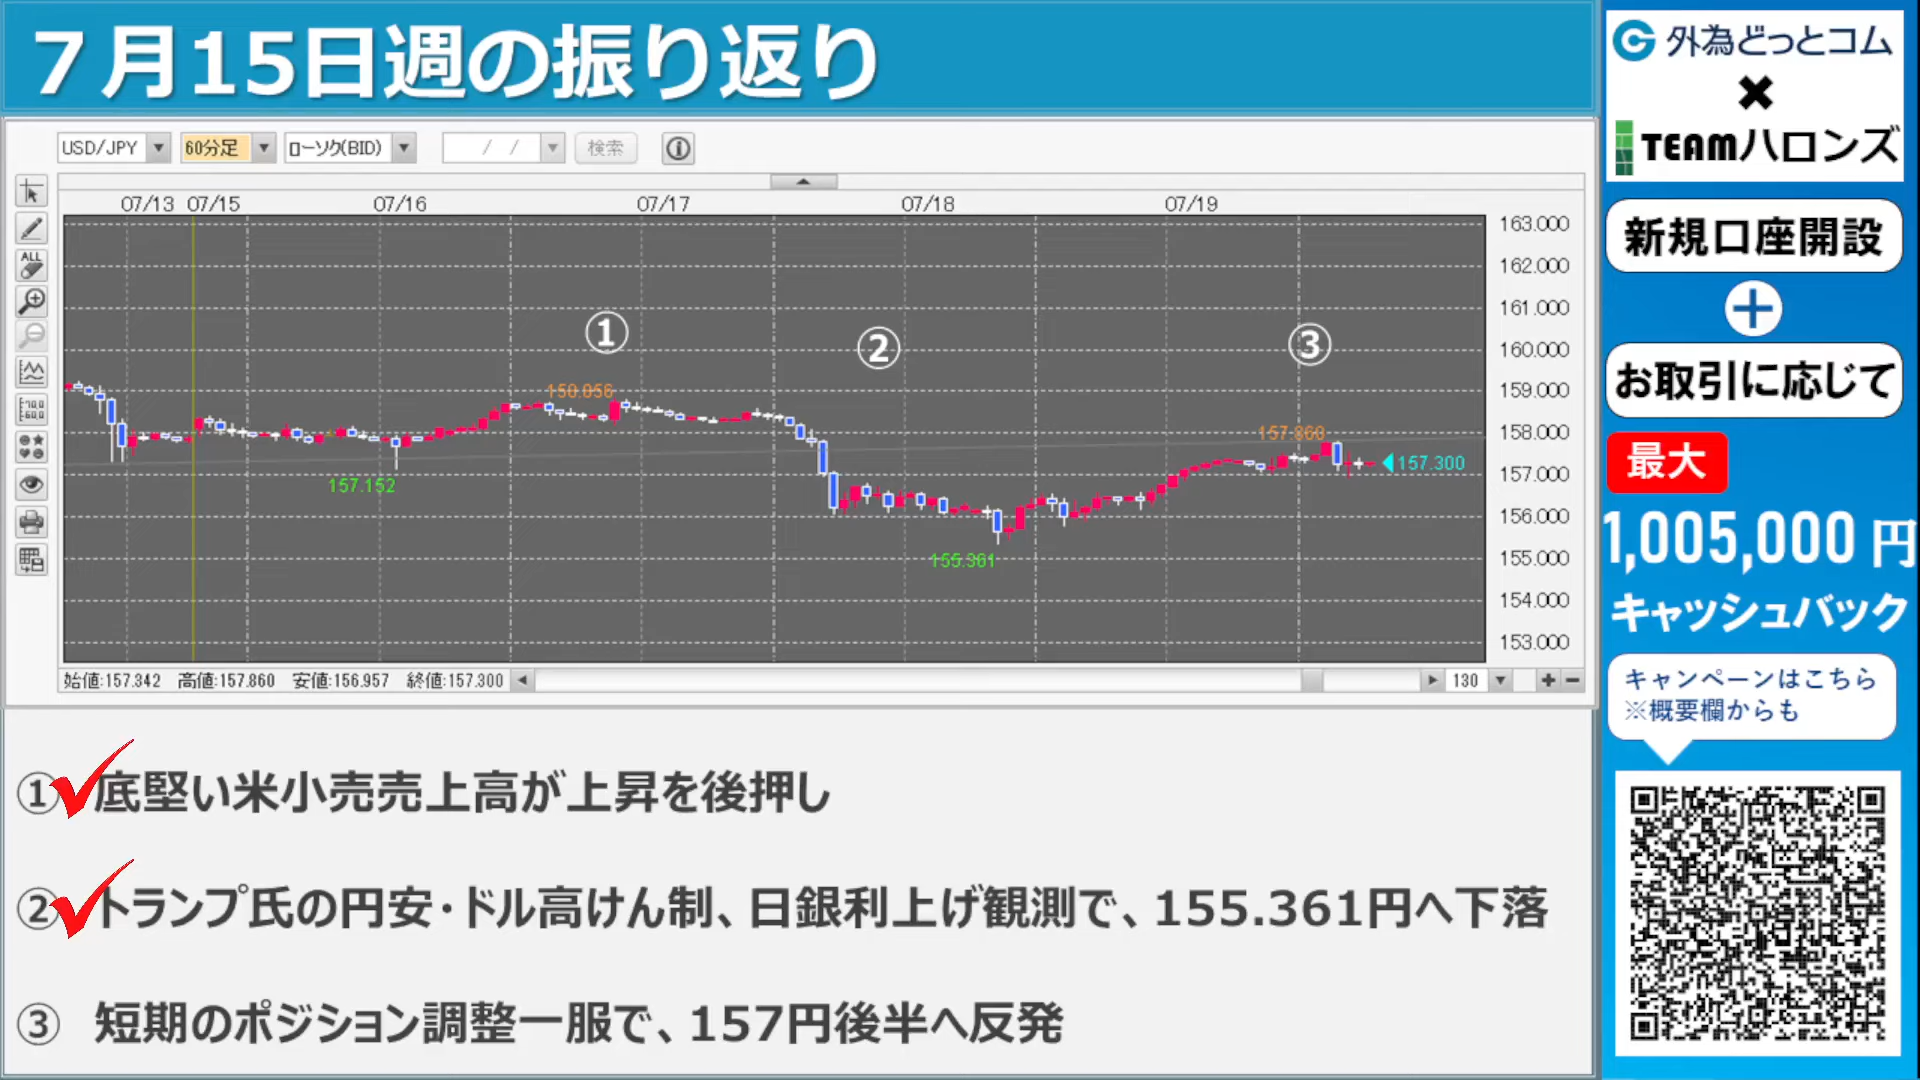 7月15日週の振り返り
USD/JPY 60分足 ローソク(BID) / / 検索
ALL
07/13 07/15 07/16 07/17 07/18 07/19
163.000
162.000
161.000
160.000
159.000
158.000
157.000
156.000
155.000
154.000
153.000
① ② ③
157.860
157.300
157.152
155.361
始値:157.342 高値:157.860 安値:156.957 終値:157.300
130
① 底堅い米小売売上高が上昇を後押し
② トランプ氏の円安・ドル高けん制、日銀利上げ観測で、155.361円へ下落
③ 短期のポジション調整一服で、157円後半へ反発
外為どっとコム
×
TEAMハロンズ
新規口座開設
+
お取引に応じて
最大
1,005,000 円
キャッシュバック
キャンペーンはこちら
※概要欄からも